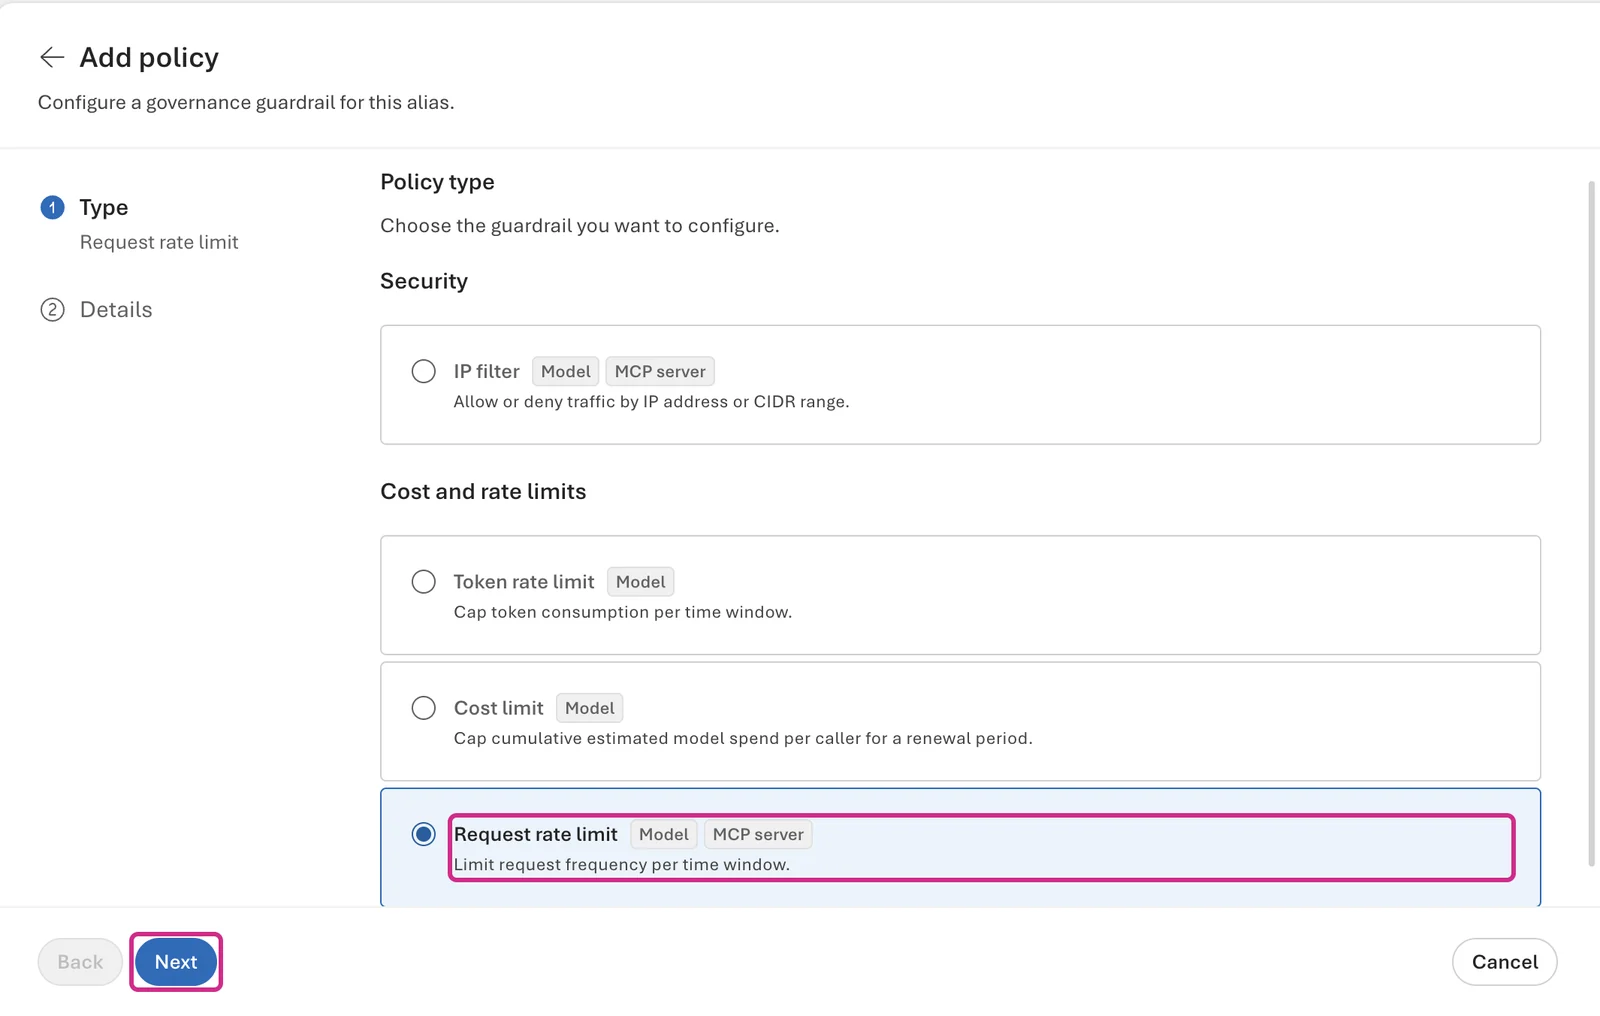 Add policy
Configure a governance guardrail for this alias.
1 Type
Request rate limit
2 Details
Policy type
Choose the guardrail you want to configure.
Security
IP filter Model MCP server
Allow or deny traffic by IP address or CIDR range.
Cost and rate limits
Token rate limit Model
Cap token consumption per time window.
Cost limit Model
Cap cumulative estimated model spend per caller for a renewal period.
Request rate limit Model MCP server
Limit request frequency per time window.
Back Next Cancel